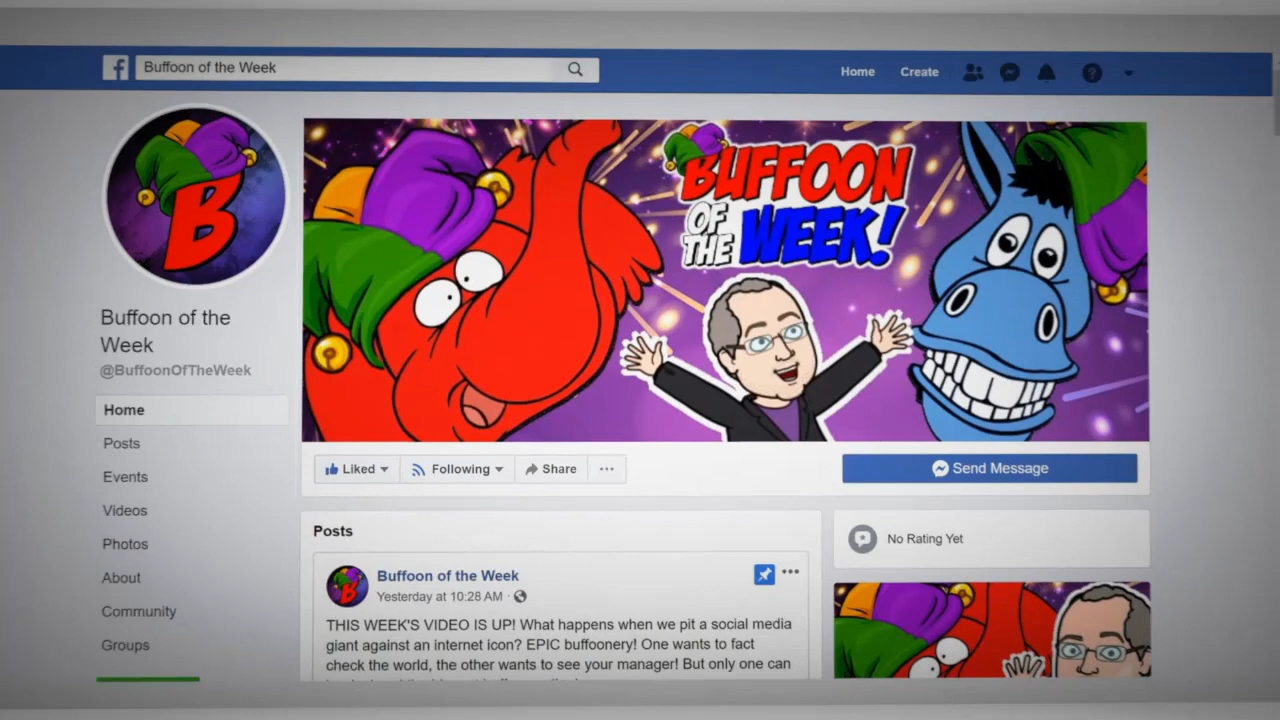 Buffoon of the Week
Home
Create
BUFFOON
OF
THE WEEK!
B
Buffoon of the
Week
@BuffoonOfTheWeek
Home
Posts
Events
Videos
Photos
About
Community
Groups
Liked
Following
Share
Send Message
Posts
Buffoon of the Week
Yesterday at 10:28 AM ·
THIS WEEK'S VIDEO IS UP! What happens when we pit a social media
giant against an internet icon? EPIC buffoonery! One wants to fact
check the world, the other wants to see your manager! But only one can
No Rating Yet